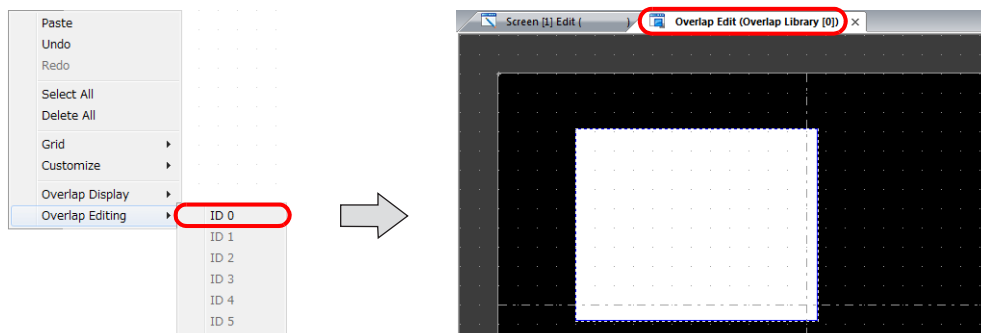 Paste
Undo
Redo
Select All
Delete All
Grid
Customize
Overlap Display
Overlap Editing
ID 0
ID 1
ID 2
ID 3
ID 4
ID 5
Screen [1] Edit ( )
Overlap Edit (Overlap Library [0])